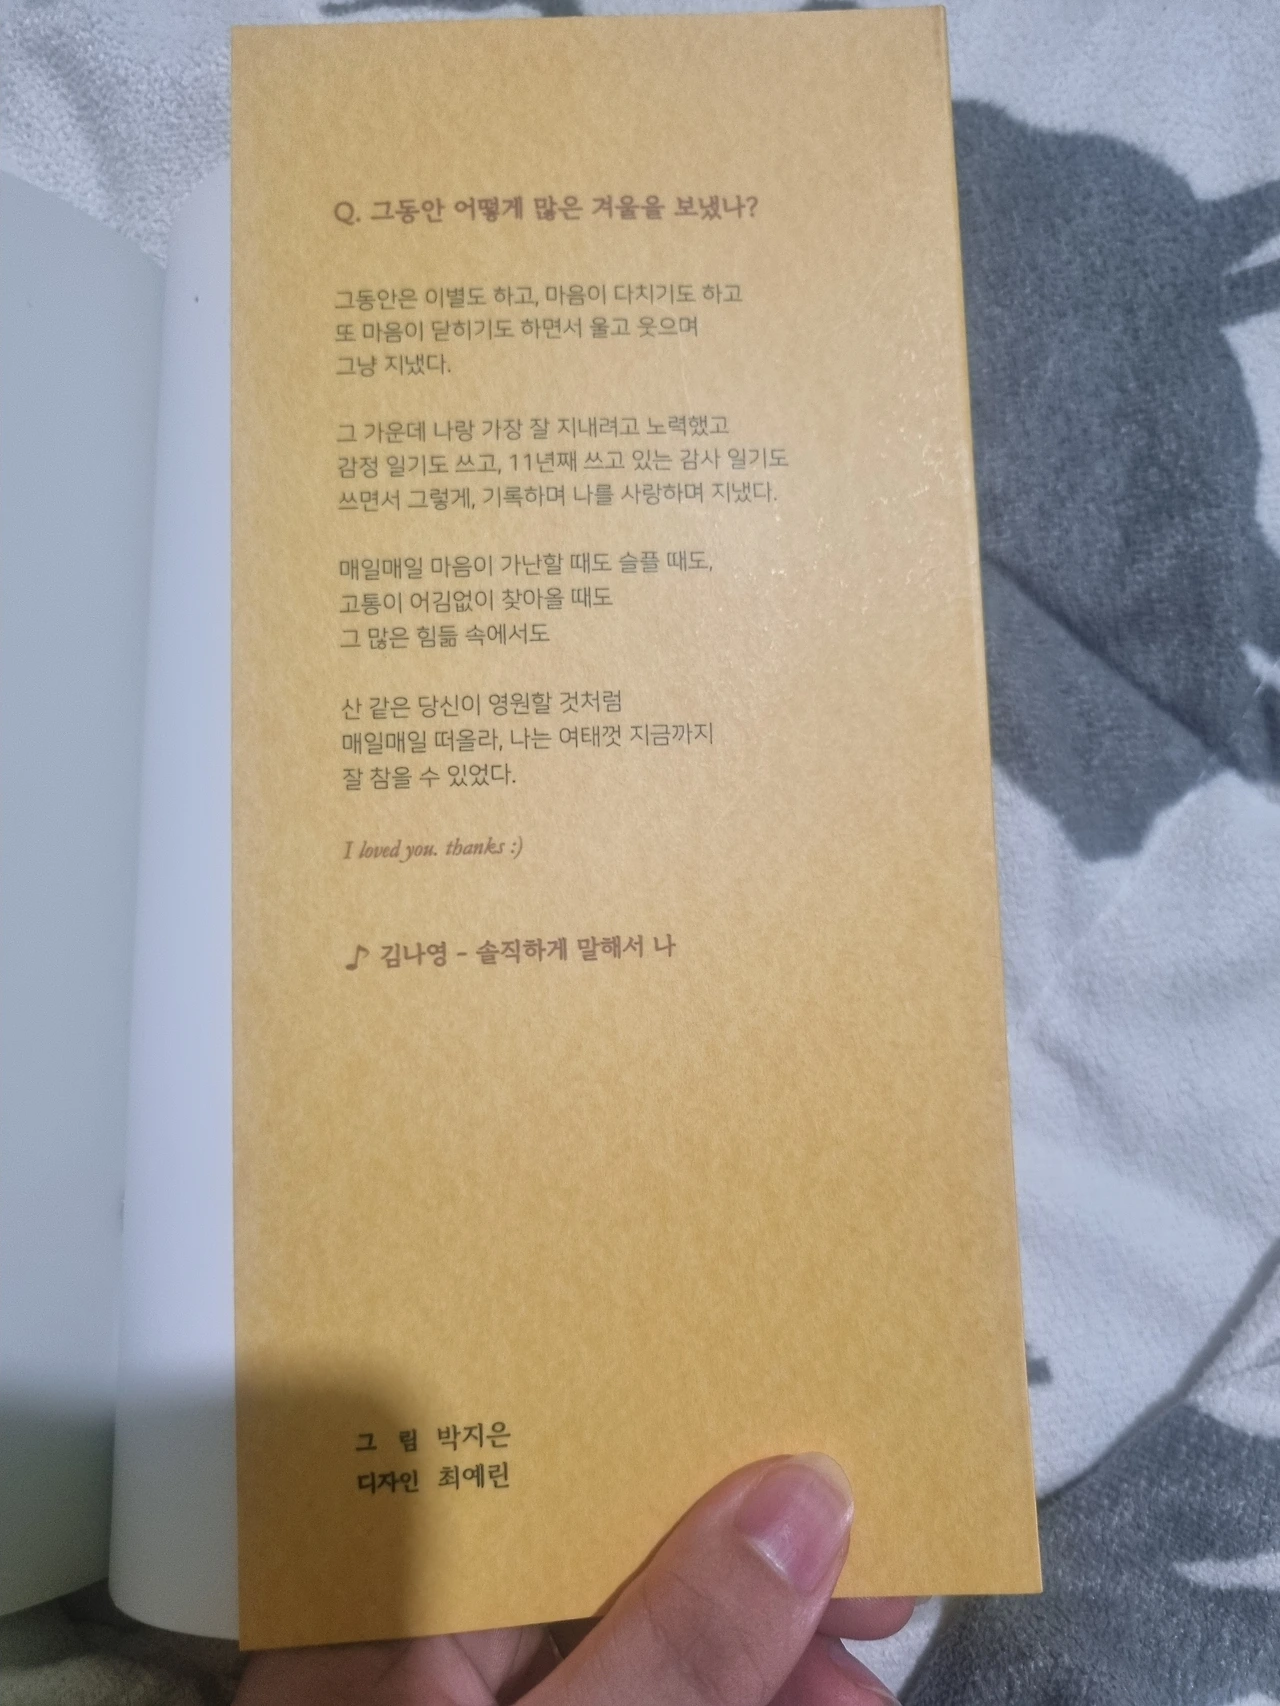 Q. 그동안 어떻게 많은 겨울을 보냈나?
그동안은 이별도 하고, 마음이 다치기도 하고
또 마음이 닫히기도 하면서 울고 웃으며
그냥 지냈다.
그 가운데 나랑 가장 잘 지내려고 노력했고
감정 일기도 쓰고, 11년째 쓰고 있는 감사 일기도
쓰면서 그렇게, 기록하며 나를 사랑하며 지냈다.
매일매일 마음이 가난할 때도 슬플 때도,
고통이 어김없이 찾아올 때도
그 많은 힘듦 속에서도
산 같은 당신이 영원할 것처럼
매일매일 떠올라, 나는 여태껏 지금까지
잘 참을 수 있었다.
I loved you. thanks :)
♪ 김나영 - 솔직하게 말해서 나
그 림 박지은
디자인 최예린